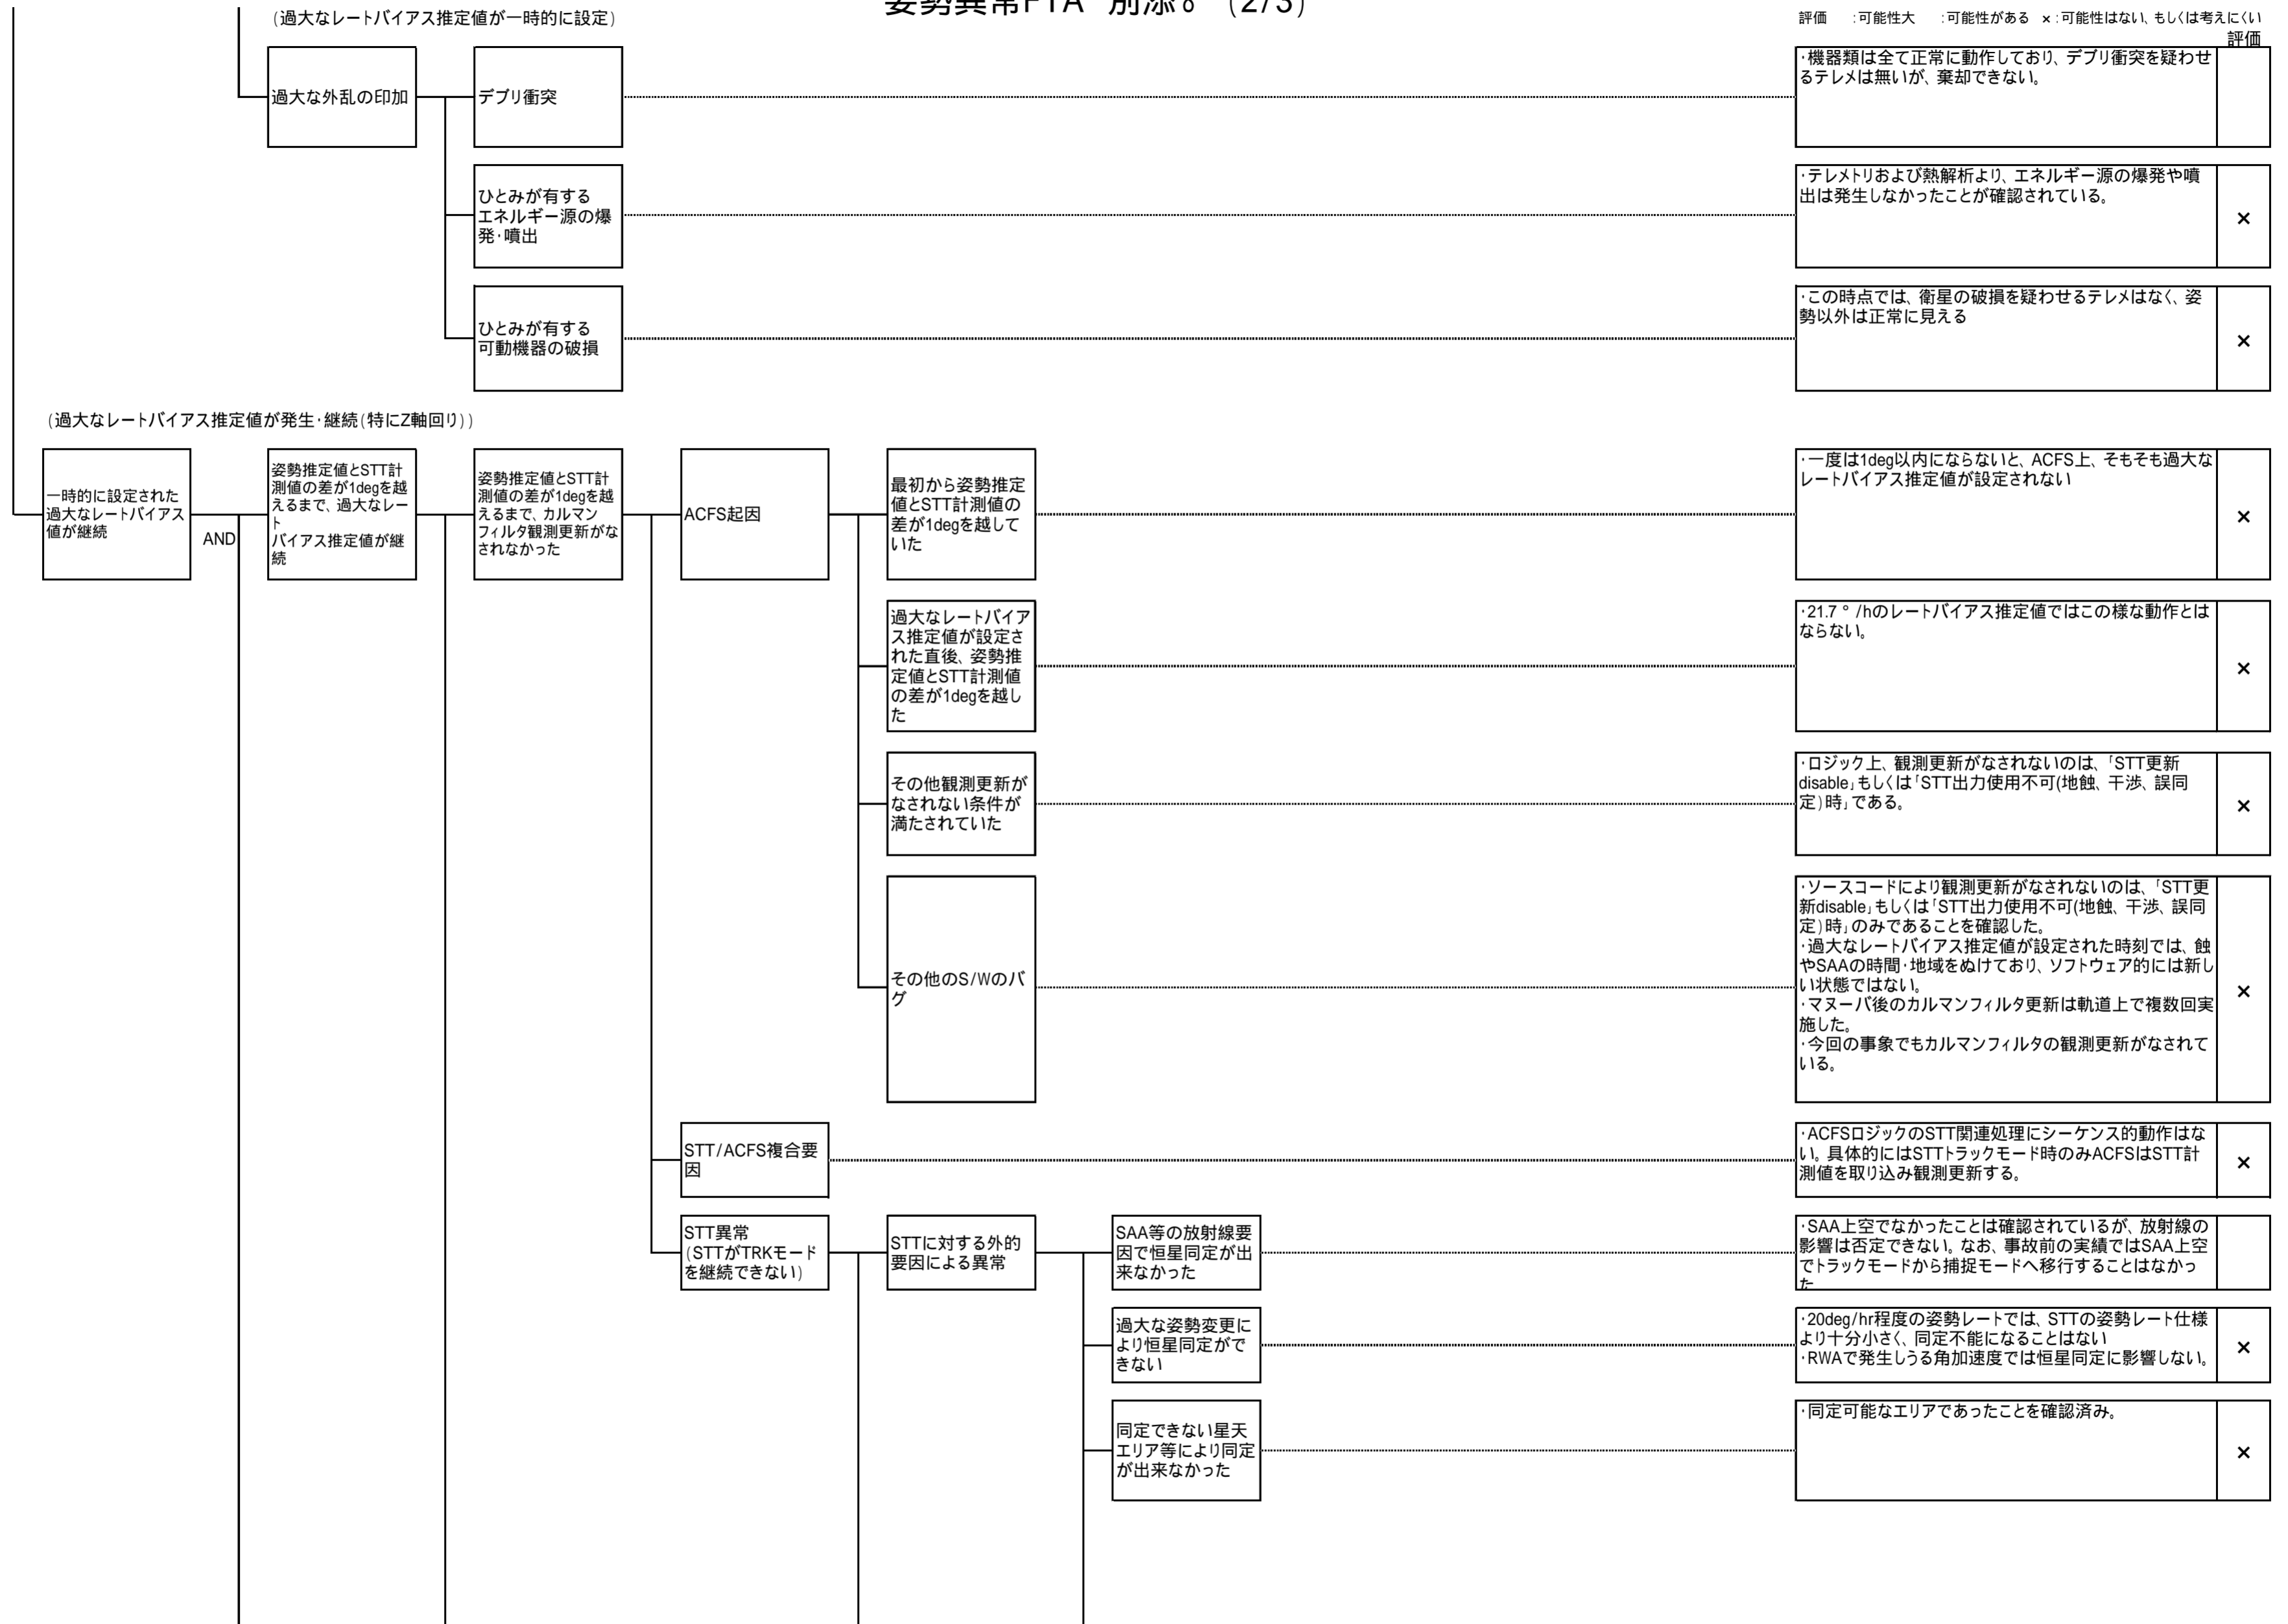 姿勢異常FTA 別添 (2/3)
(過大なレートバイアス推定値が一時的に設定)
評価 :可能性大 :可能性がある ×:可能性はない、もしくは考えにくい
評価
過大な外乱の印加
デブリ衝突
・機器類は全て正常に動作しており、デブリ衝突を疑わせ
るテレメは無いが、棄却できない。
ひとみが有する
エネルギー源の爆
発・噴出
・テレメトリおよび熱解析より、エネルギー源の爆発や噴
出は発生しなかったことが確認されている。
×
ひとみが有する
可動機器の破損
・この時点では、衛星の破損を疑わせるテレメはなく、姿
勢以外は正常に見える
×
(過大なレートバイアス推定値が発生・継続(特にZ軸回り))
一時的に設定された
過大なレートバイアス
値が継続
AND
姿勢推定値とSTT計
測値の差が1degを越
えるまで、過大なレー
ト
バイアス推定値が継
続
姿勢推定値とSTT計
測値の差が1degを越
えるまで、カルマン
フィルタ観測更新がな
されなかった
ACFS起因
最初から姿勢推定
値とSTT計測値の
差が1degを越して
いた
・一度は1deg以内にならないと、ACFS上、そもそも過大な
レートバイアス推定値が設定されない
×
過大なレートバイア
ス推定値が設定さ
れた直後、姿勢推
定値とSTT計測値
の差が1degを越し
た
・21.7°/hのレートバイアス推定値ではこの様な動作とは
ならない。
×
その他観測更新が
なされない条件が
満たされていた
・ロジック上、観測更新がなされないのは、「STT更新
disable」もしくは「STT出力使用不可(地蝕、干渉、誤同
定)時」である。
×
その他のS/Wのバ
グ
・ソースコードにより観測更新がなされないのは、「STT更
新disable」もしくは「STT出力使用不可(地蝕、干渉、誤同
定)時」のみであることを確認した。
・過大なレートバイアス推定値が設定された時刻では、蝕
やSAAの時間・地域をぬけており、ソフトウェア的には新し
い状態ではない。
・マヌーバ後のカルマンフィルタ更新は軌道上で複数回実
施した。
・今回の事象でもカルマンフィルタの観測更新がなされて
いる。
×
STT/ACFS複合要
因
・ACFSロジックのSTT関連処理にシーケンス的動作はな
い。具体的にはSTTトラックモード時のみACFSはSTT計
測値を取り込み観測更新する。
×
STT異常
(STTがTRKモード
を継続できない)
STTに対する外的
要因による異常
SAA等の放射線要
因で恒星同定が出
来なかった
・SAA上空でなかったことは確認されているが、放射線の
影響は否定できない。なお、事故前の実績ではSAA上空
でトラックモードから捕捉モードへ移行することはなかっ
た
過大な姿勢変更に
より恒星同定がで
きない
・20deg/hr程度の姿勢レートでは、STTの姿勢レート仕様
より十分小さく、同定不能になることはない
・RWAで発生しうる角加速度では恒星同定に影響しない。
×
同定できない星天
エリア等により同定
が出来なかった
・同定可能なエリアであったことを確認済み。
×